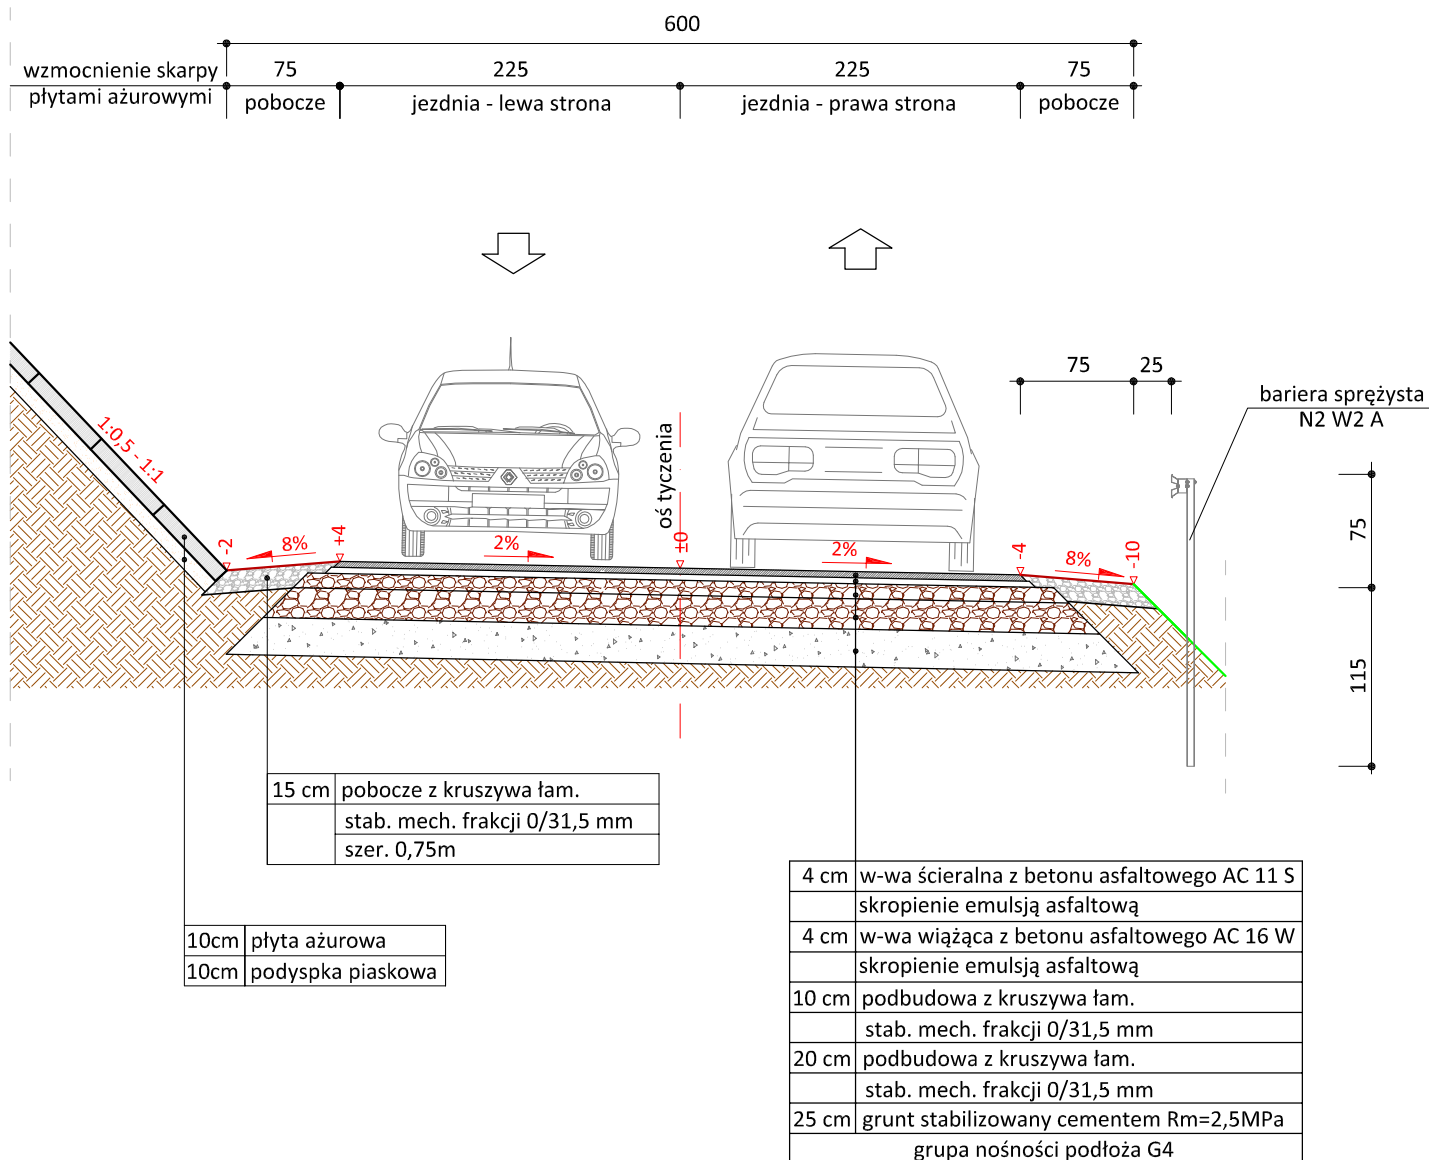 600
wzmocnienie skarpy
płytami ażurowymi
75
225
225
75
pobocze
jezdnia - lewa strona
jezdnia - prawa strona
pobocze
75
25
bariera sprężysta
N2 W2 A
1:0,5 - 1:1
oś tyczenia
75
115
-2
8%
+4
2%
±0
2%
-4
8%
-10
15 cm pobocze z kruszywa łam.
stab. mech. frakcji 0/31,5 mm
szer. 0,75m
10cm płyta ażurowa
10cm podyspka piaskowa
4 cm w-wa ścieralna z betonu asfaltowego AC 11 S
skropienie emulsją asfaltową
4 cm w-wa wiążąca z betonu asfaltowego AC 16 W
skropienie emulsją asfaltową
10 cm podbudowa z kruszywa łam.
stab. mech. frakcji 0/31,5 mm
20 cm podbudowa z kruszywa łam.
stab. mech. frakcji 0/31,5 mm
25 cm grunt stabilizowany cementem Rm=2,5MPa
grupa nośności podłoża G4